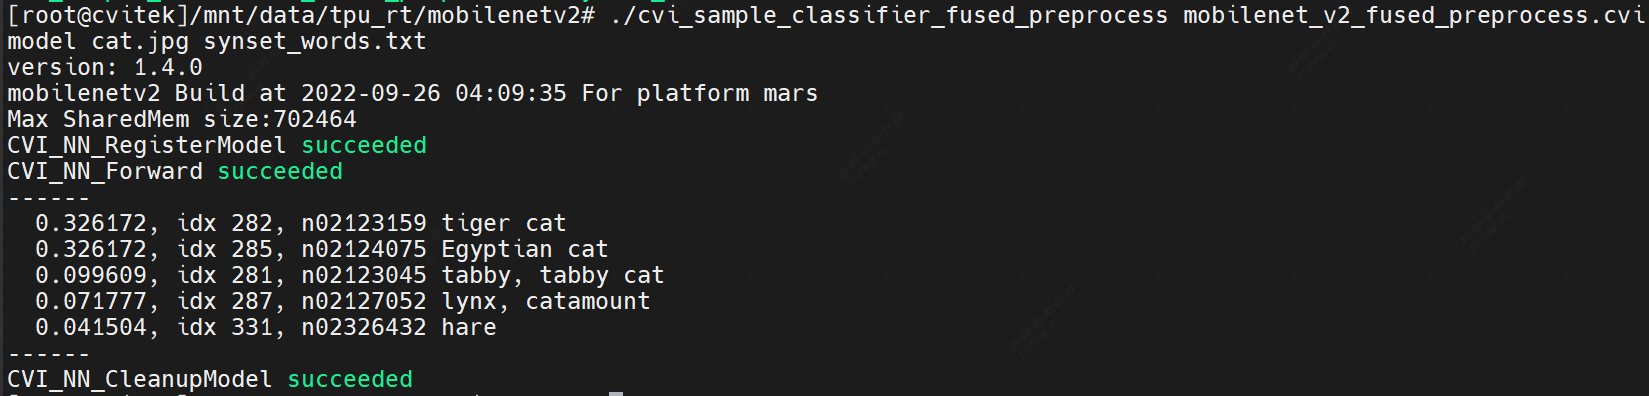 [root@cvitek]/mnt/data/tpu_rt/mobilenetv2# ./cvi_sample_classifier_fused_preprocess mobilenet_v2_fused_preprocess.cvi
model cat.jpg synset_words.txt
version: 1.4.0
mobilenetv2 Build at 2022-09-26 04:09:35 For platform mars
Max SharedMem size:702464
CVI_NN_RegisterModel succeeded
CVI_NN_Forward succeeded
------
  0.326172, idx 282, n02123159 tiger cat
  0.326172, idx 285, n02124075 Egyptian cat
  0.099609, idx 281, n02123045 tabby, tabby cat
  0.071777, idx 287, n02127052 lynx, catamount
  0.041504, idx 331, n02326432 hare
------
CVI_NN_CleanupModel succeeded